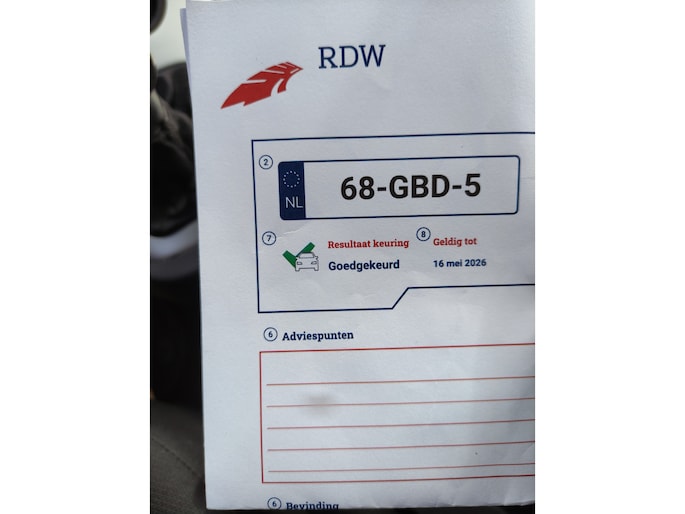 RDW
2
NL
68-GBD-5
7
Resultaat keuring
8
Geldig tot
Goedgekeurd
16 mei 2026
6 Adviespunten
6 Bevinding